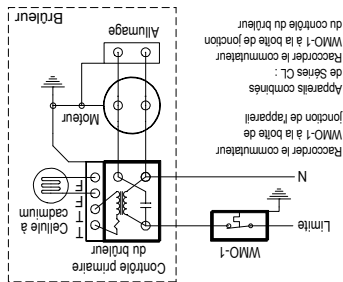 WMO-1
Limite
N
Contrôle primaire
du brûleur
T
T
F
F
Cellule à
cadmium
Moteur
Allumage
Brûleur
Raccorder le commutateur
WMO-1 à la boîte de
jonction de l'appareil
Appareils combinés
de Séries CL :
Raccorder le commutateur
WMO-1 à la boîte de jonction
du contrôle du brûleur